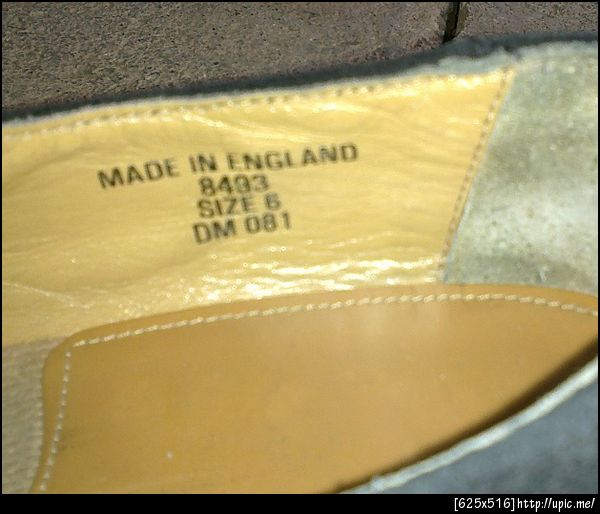 MADE IN ENGLAND
8493
SIZE 6
DM 081
[625x516]http://upic.me/